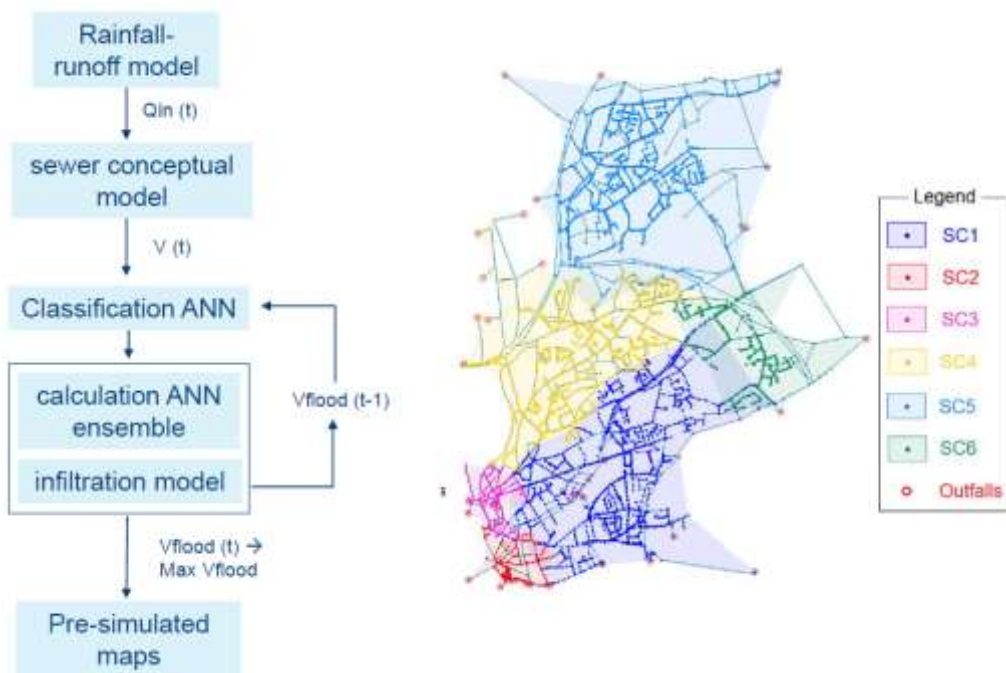 Rainfall-
runoff model
Qin (t)
sewer conceptual
model
V (t)
Classification ANN
calculation ANN
ensemble
Vflood (t-1)
infiltration model
Vflood (t) →
Max Vflood
Pre-simulated
maps
Legend
SC1
SC2
SC3
SC4
SC5
SC6
Outfalls